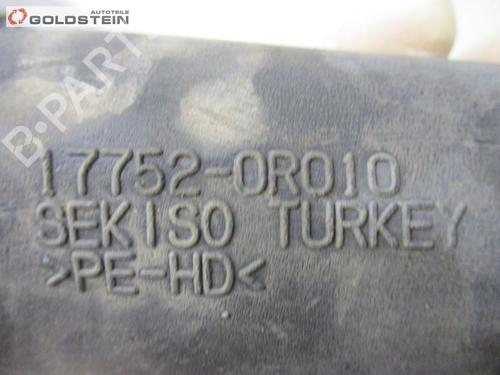 AUTOTEILE
GOLDSTEIN
B-PARTS
17752-0R010
SEKISO TURKEY
>PE-HD<